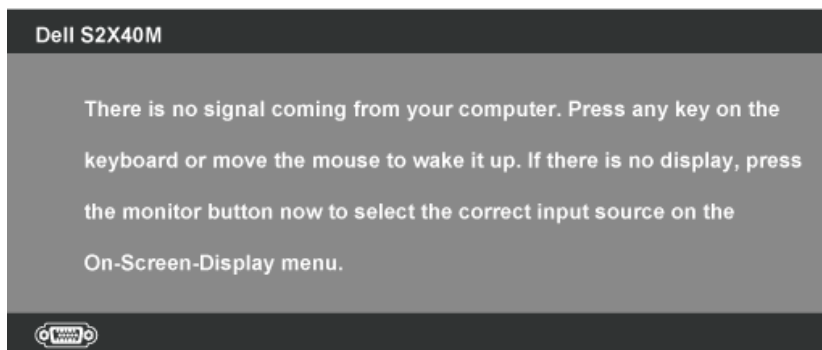 Dell S2X40M
There is no signal coming from your computer. Press any key on the
keyboard or move the mouse to wake it up. If there is no display, press
the monitor button now to select the correct input source on the
On-Screen-Display menu.